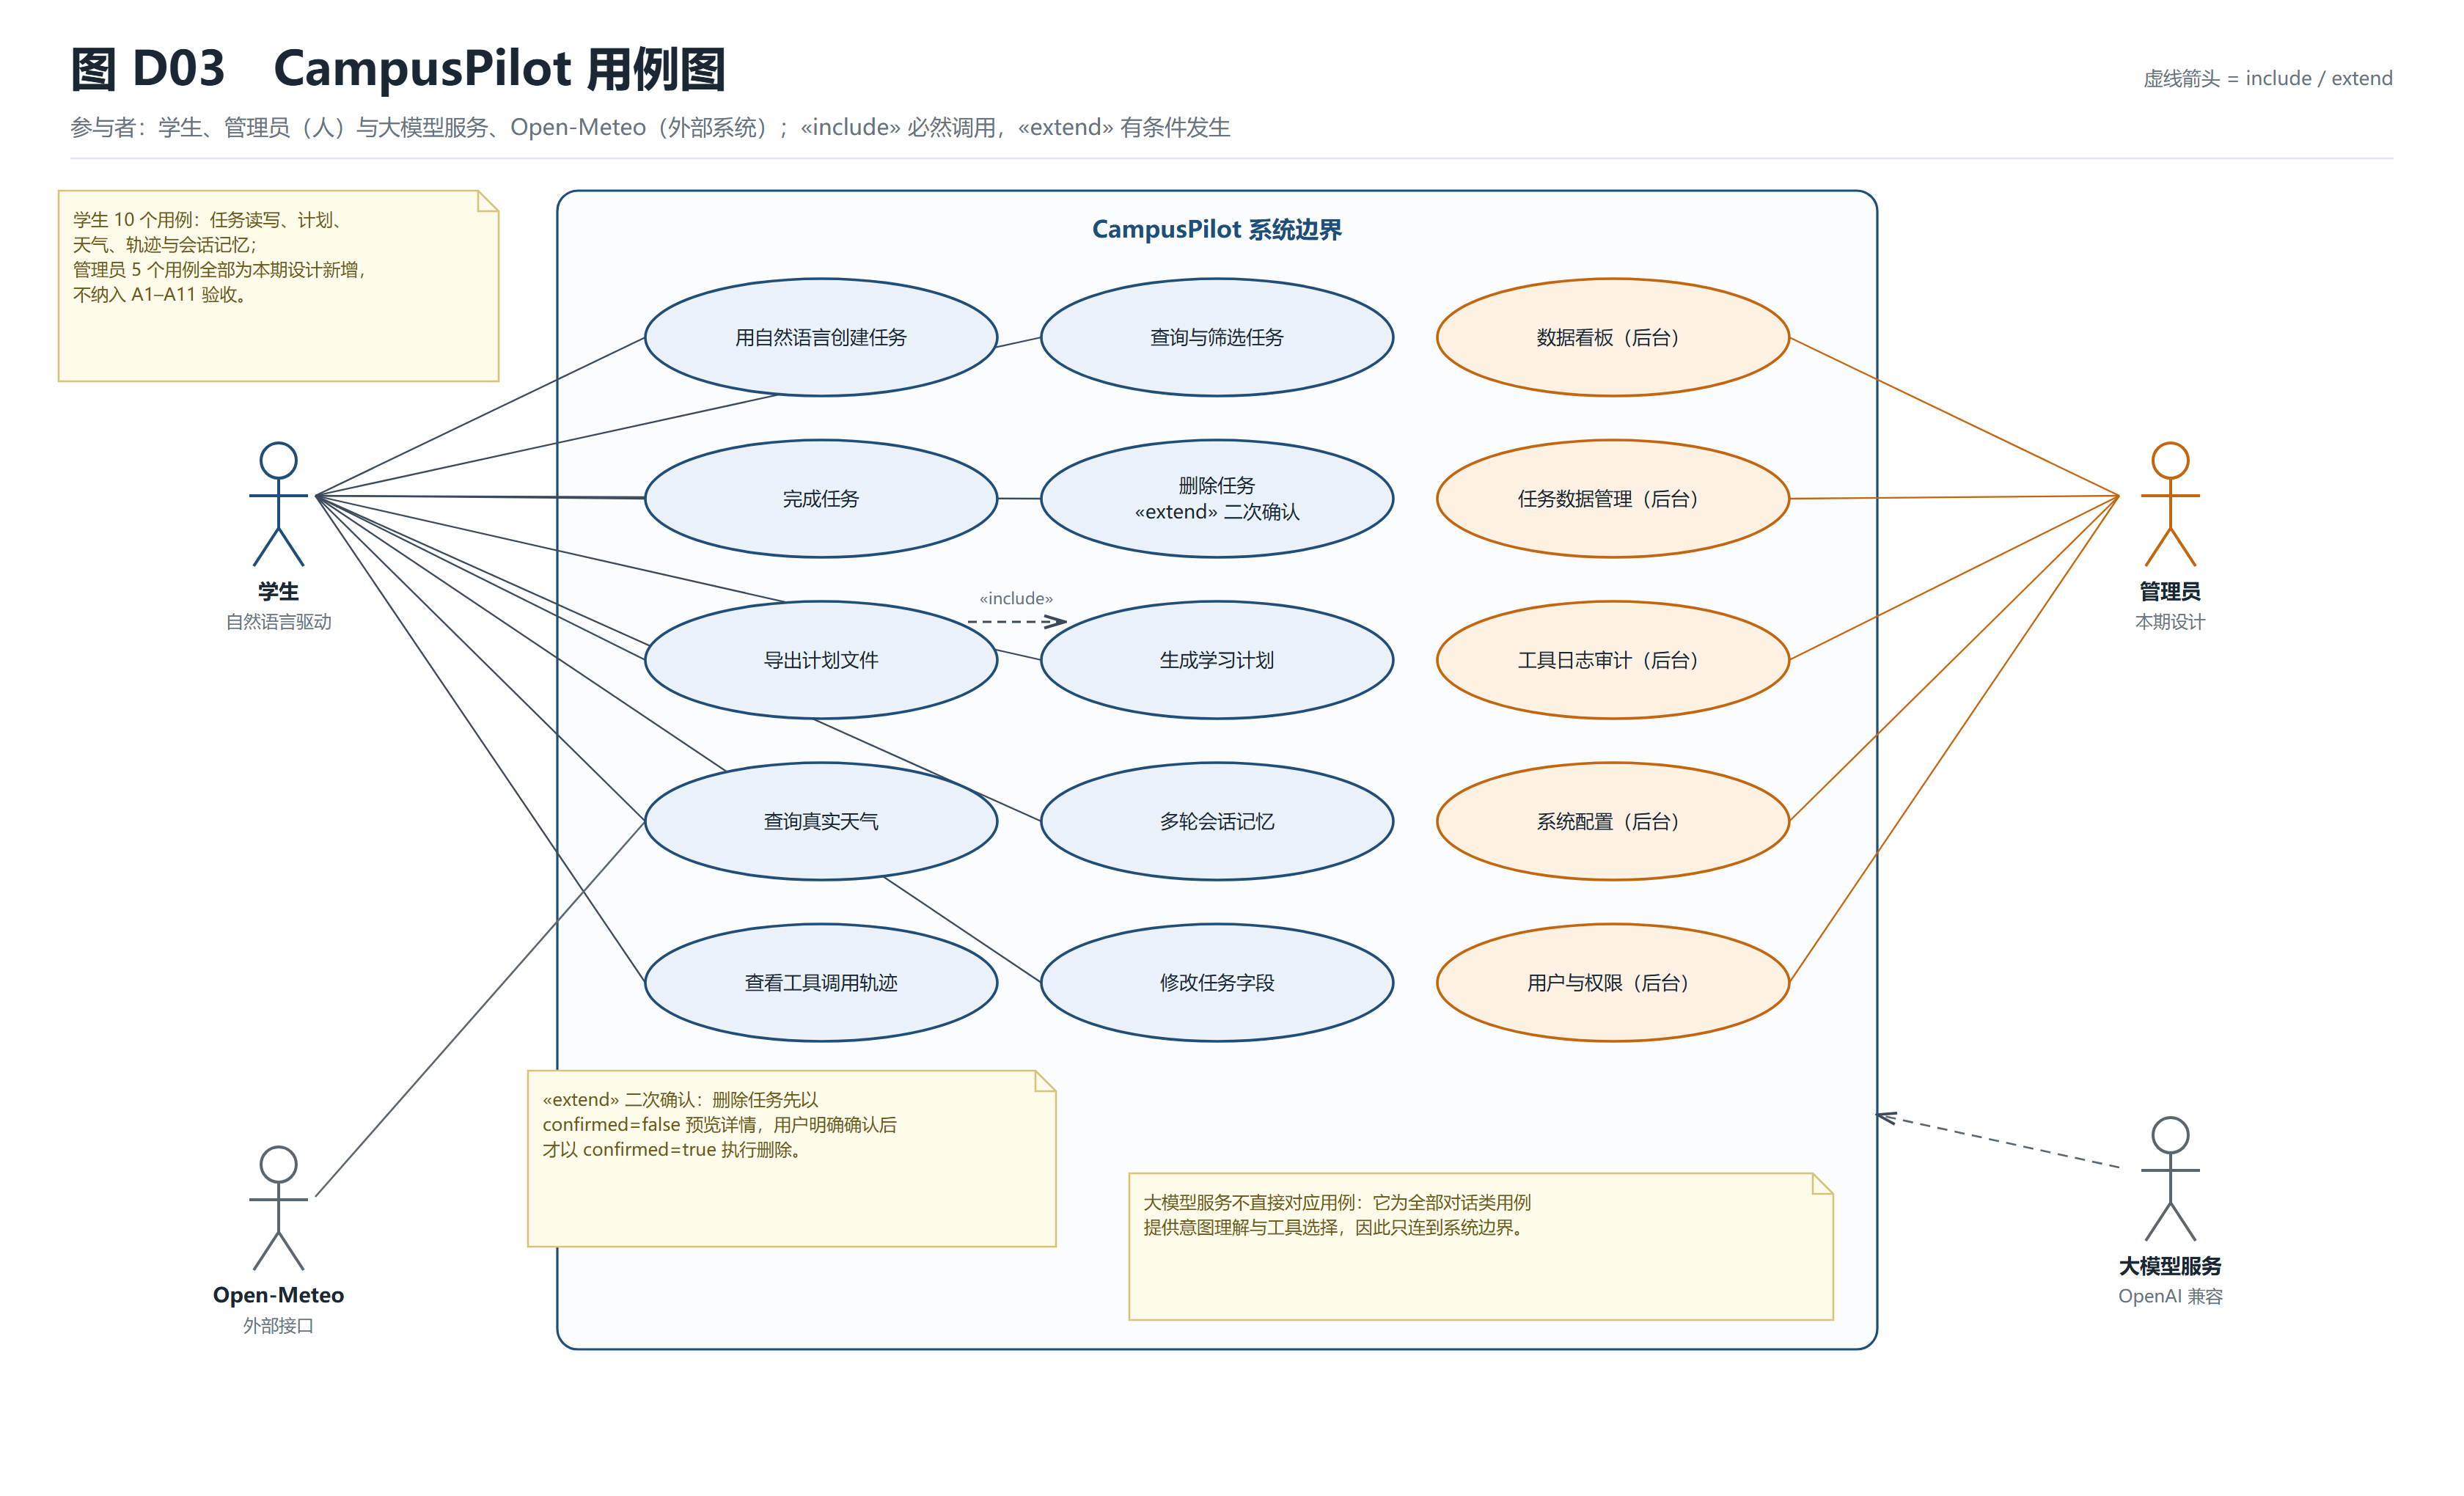 图 D03 CampusPilot 用例图
虚线箭头 = include / extend
参与者：学生、管理员（人）与大模型服务、Open-Meteo（外部系统）；«include» 必然调用，«extend» 有条件发生
学生 10 个用例：任务读写、计划、
天气、轨迹与会话记忆；
管理员 5 个用例全部为本期设计新增，
不纳入 A1–A11 验收。
CampusPilot 系统边界
用自然语言创建任务
查询与筛选任务
数据看板（后台）
完成任务
删除任务
«extend» 二次确认
任务数据管理（后台）
学生
自然语言驱动
管理员
本期设计
«include»
导出计划文件
生成学习计划
工具日志审计（后台）
查询真实天气
多轮会话记忆
系统配置（后台）
查看工具调用轨迹
修改任务字段
用户与权限（后台）
«extend» 二次确认：删除任务先以
confirmed=false 预览详情，用户明确确认后
才以 confirmed=true 执行删除。
大模型服务不直接对应用例：它为全部对话类用例
提供意图理解与工具选择，因此只连到系统边界。
Open-Meteo
外部接口
大模型服务
OpenAI 兼容